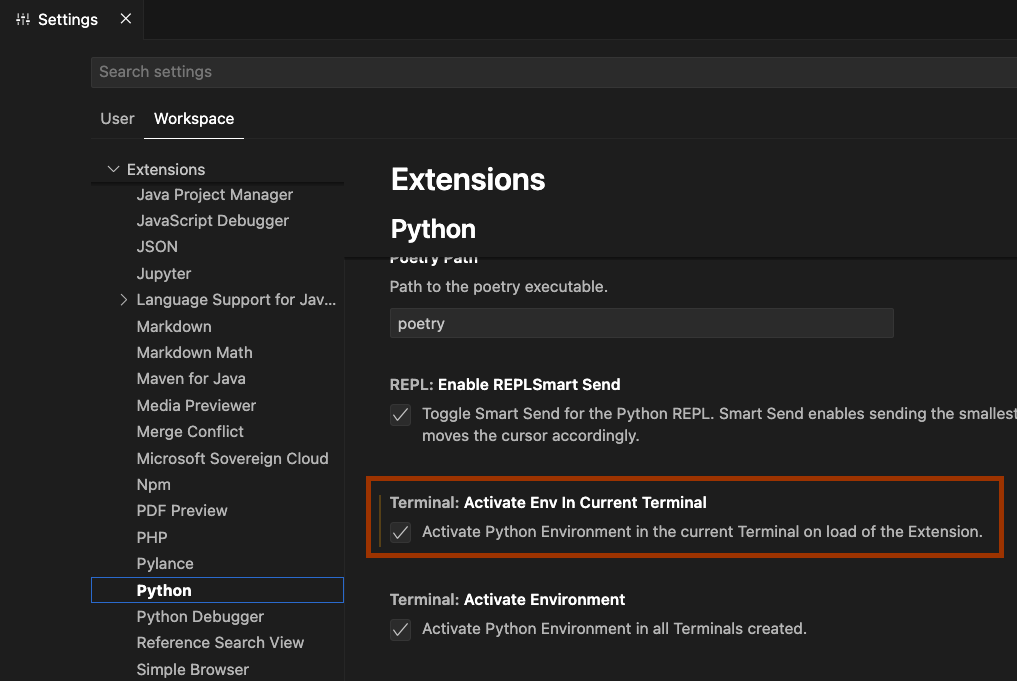 Settings
Search settings
User Workspace
Extensions
Java Project Manager
JavaScript Debugger
JSON
Jupyter
Language Support for Jav...
Markdown
Markdown Math
Maven for Java
Media Previewer
Merge Conflict
Microsoft Sovereign Cloud
Npm
PDF Preview
PHP
Pylance
Python
Python Debugger
Reference Search View
Simple Browser
Extensions
Python
Poetry Path
Path to the poetry executable.
poetry
REPL: Enable REPLSmart Send
Toggle Smart Send for the Python REPL. Smart Send enables sending the smallest
moves the cursor accordingly.
Terminal: Activate Env In Current Terminal
Activate Python Environment in the current Terminal on load of the Extension.
Terminal: Activate Environment
Activate Python Environment in all Terminals created.